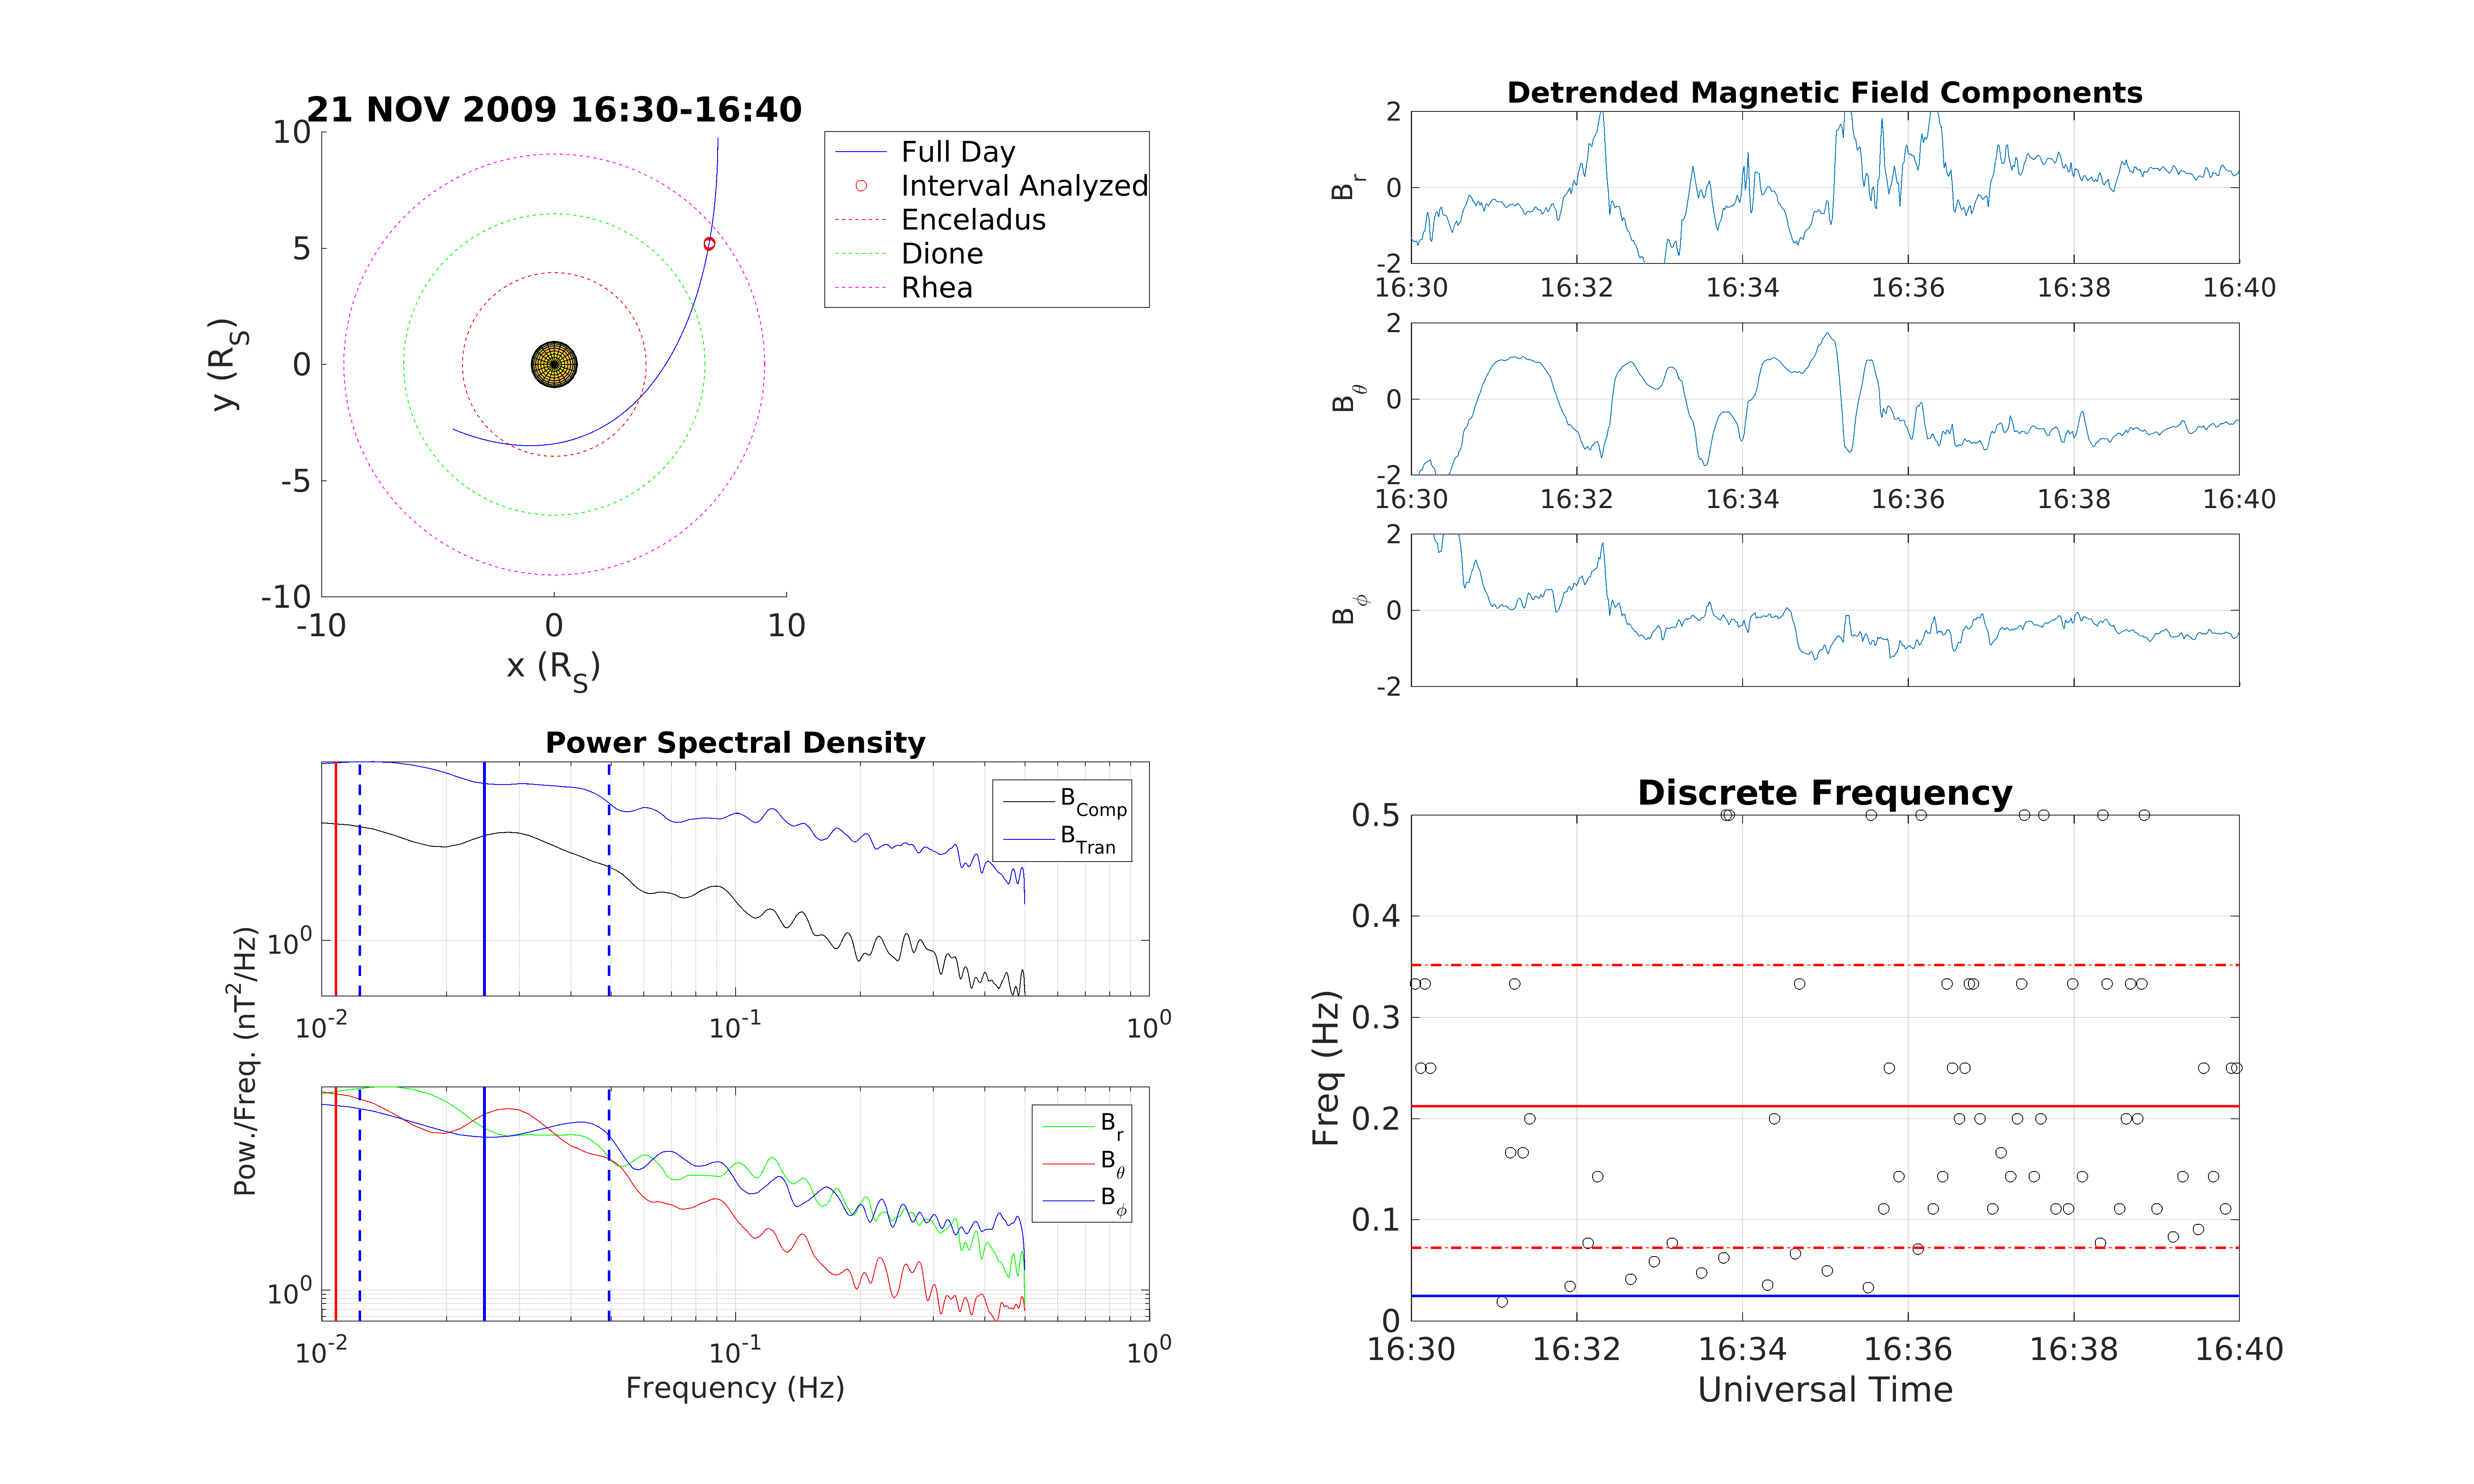 21 NOV 2009 16:30-16:40
10
5
0
-5
-10
-10 0 10
x (R_S)
y (R_S)
Full Day
Interval Analyzed
Enceladus
Dione
Rhea
Detrended Magnetic Field Components
2
0
-2
B_r
16:30 16:32 16:34 16:36 16:38 16:40
2
0
-2
B_θ
16:30 16:32 16:34 16:36 16:38 16:40
2
0
-2
B_ϕ
Power Spectral Density
10^0
B_Comp
B_Tran
10^-2 10^-1 10^0
Pow./Freq. (nT^2/Hz)
10^0
B_r
B_θ
B_ϕ
10^-2 10^-1 10^0
Frequency (Hz)
Discrete Frequency
0.5
0.4
0.3
0.2
0.1
0
Freq (Hz)
16:30 16:32 16:34 16:36 16:38 16:40
Universal Time